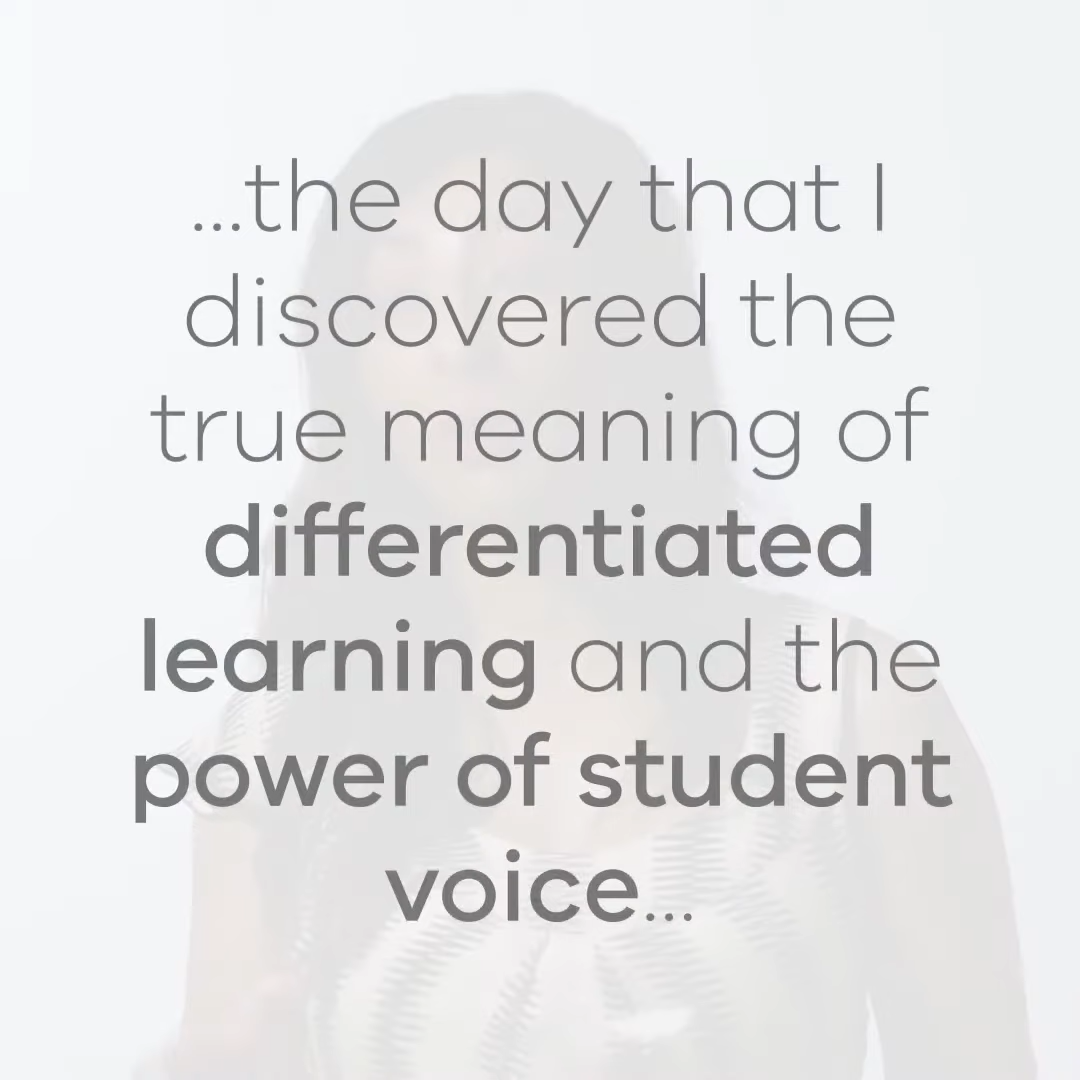 ...the day that I
discovered the
true meaning of
differentiated
learning and the
power of student
voice...